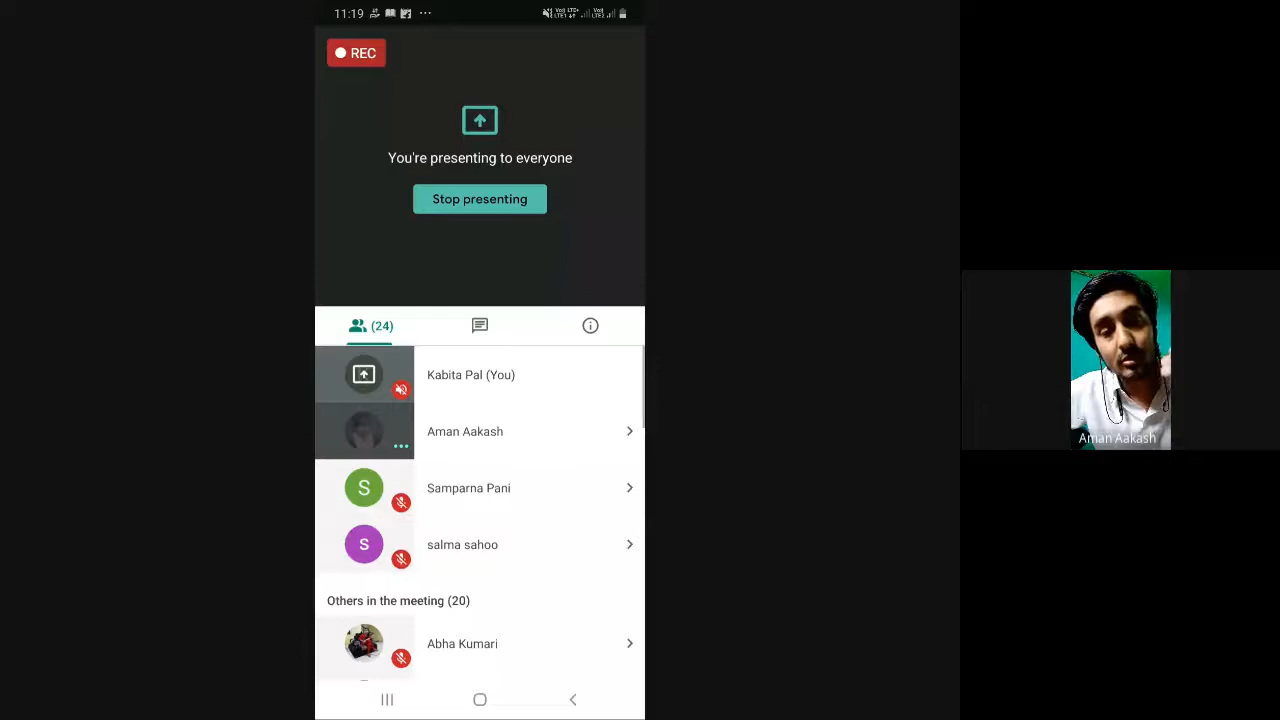 11:19
REC
You're presenting to everyone
Stop presenting
(24)
Kabita Pal (You)
Aman Aakash
S
Samparna Pani
s
salma sahoo
Others in the meeting (20)
Abha Kumari
Aman Aakash